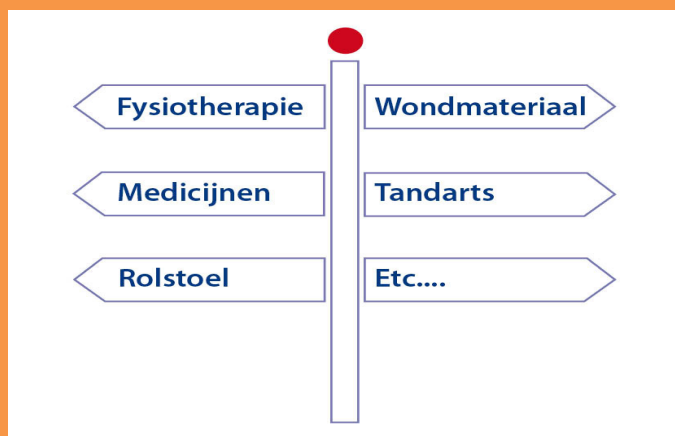 Fysiotherapie
Wondmateriaal
Medicijnen
Tandarts
Rolstoel
Etc....